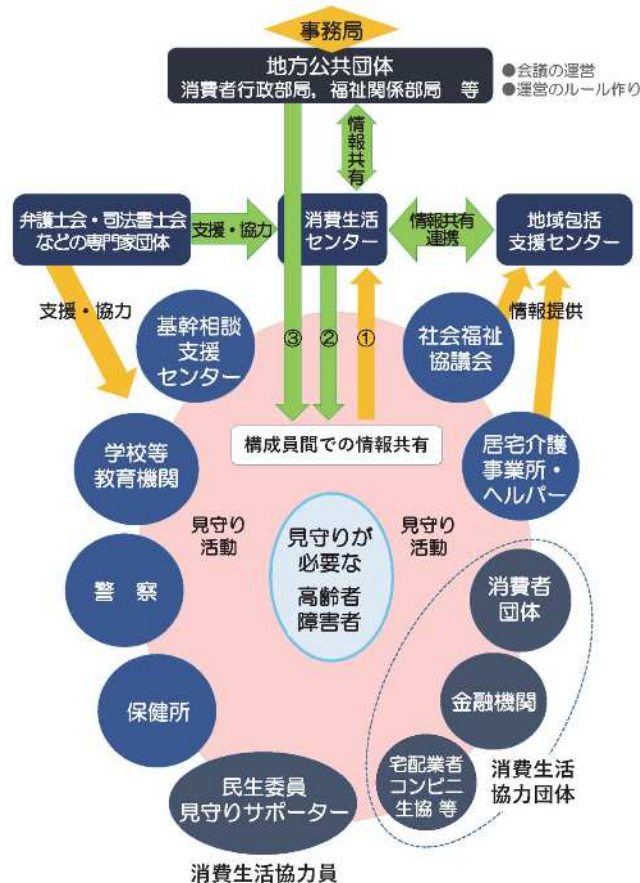 事務局
地方公共団体
消費者行政部局，福祉関係部局　等
●会議の運営
●運営のルール作り
情報共有
弁護士会・司法書士会
などの専門家団体
支援・協力
消費生活
センター
情報共有
連携
地域包括
支援センター
支援・協力
情報提供
基幹相談
支援
センター
③
②
①
社会福祉
協議会
構成員間での情報共有
学校等
教育機関
居宅介護
事業所・
ヘルパー
見守り
活動
見守りが
必要な
高齢者
障害者
見守り
活動
警　察
消費者
団体
保健所
金融機関
宅配業者
コンビニ
生協 等
消費生活
協力団体
民生委員
見守りサポーター
消費生活協力員